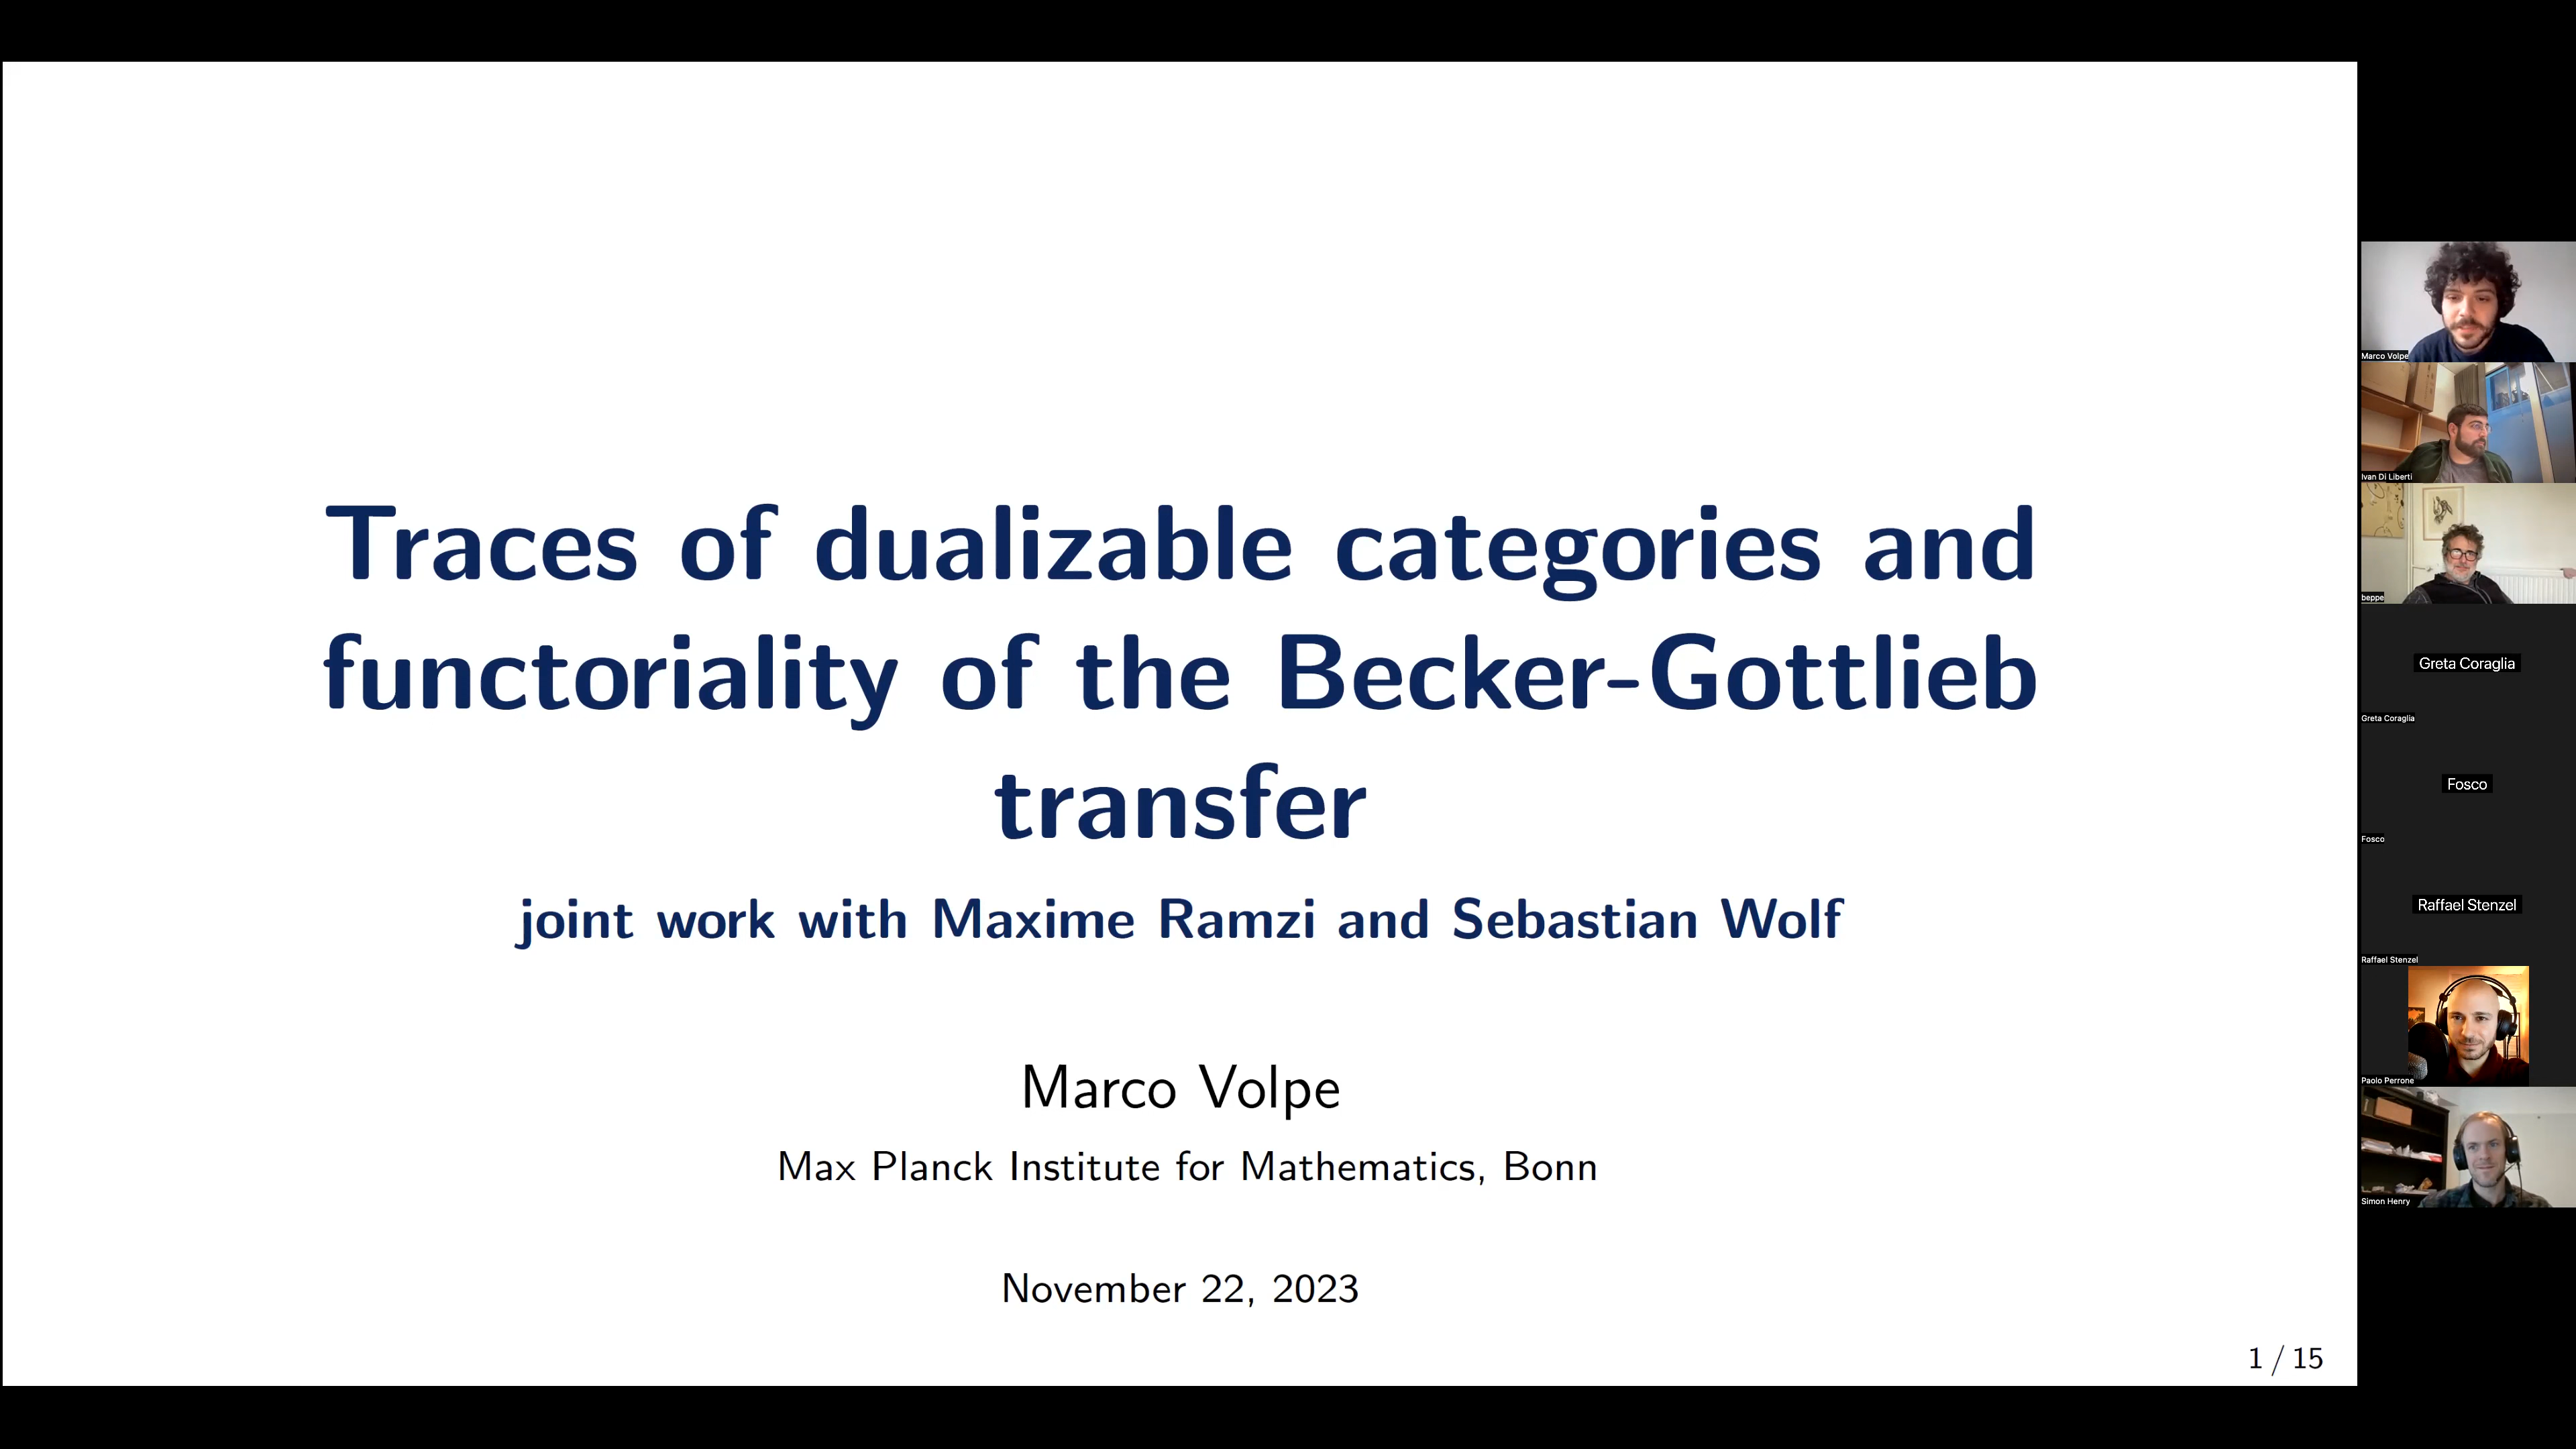 Traces of dualizable categories and
functoriality of the Becker-Gottlieb
transfer
joint work with Maxime Ramzi and Sebastian Wolf
Marco Volpe
Max Planck Institute for Mathematics, Bonn
November 22, 2023
1 / 15
Marco Volpe
Ivan Di Liberti
beppe
Greta Coraglia
Greta Coraglia
Fosco
Fosco
Raffael Stenzel
Raffael Stenzel
Paolo Perrone
Simon Henry